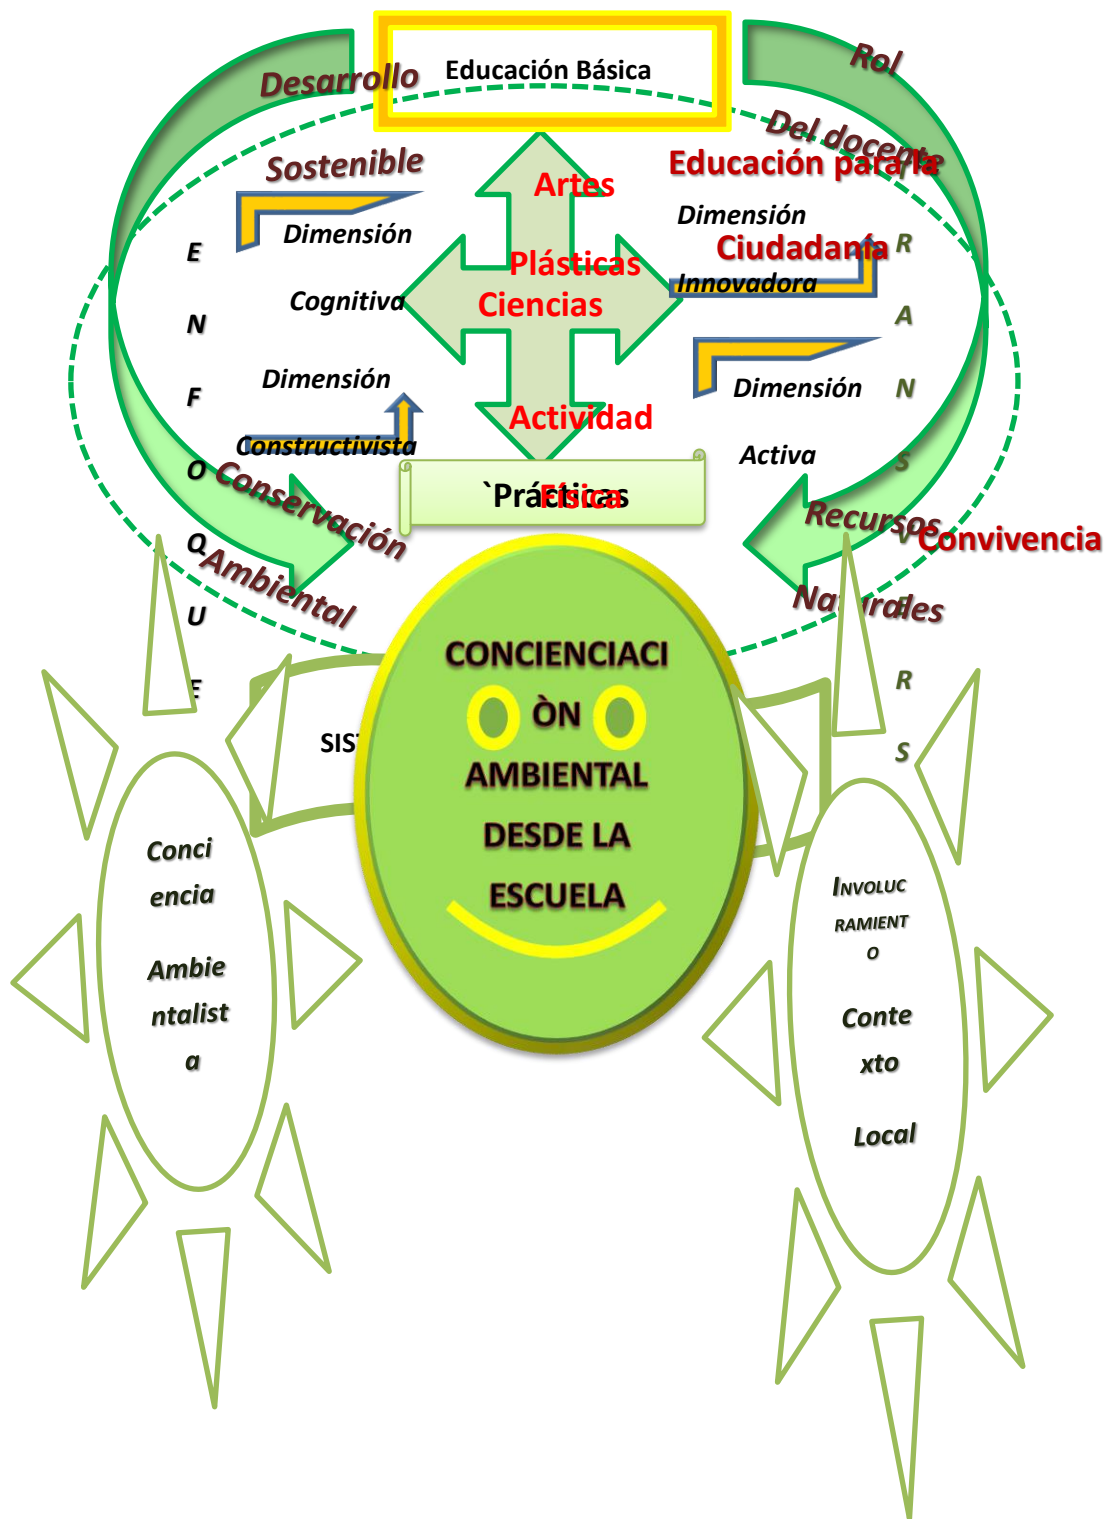 Educación Básica
Desarrollo
Sostenible
Rol
Del docente
Educación para la
Ciudadanía
Convivencia
Artes
Plásticas
Ciencias
Actividad
Física
`Prácticas
Dimensión
Cognitiva
Dimensión
Constructivista
Dimensión
Innovadora
Dimensión
Activa
E
N
F
O
Q
U
E
T
R
A
N
S
V
E
R
S
Conservación
Ambiental
Recursos
Naturales
SIST
CONCIENCIACI
ÒN
AMBIENTAL
DESDE LA
ESCUELA
Conci
encia
Ambie
ntalist
a
INVOLUC
RAMIENT
O
Conte
xto
Local